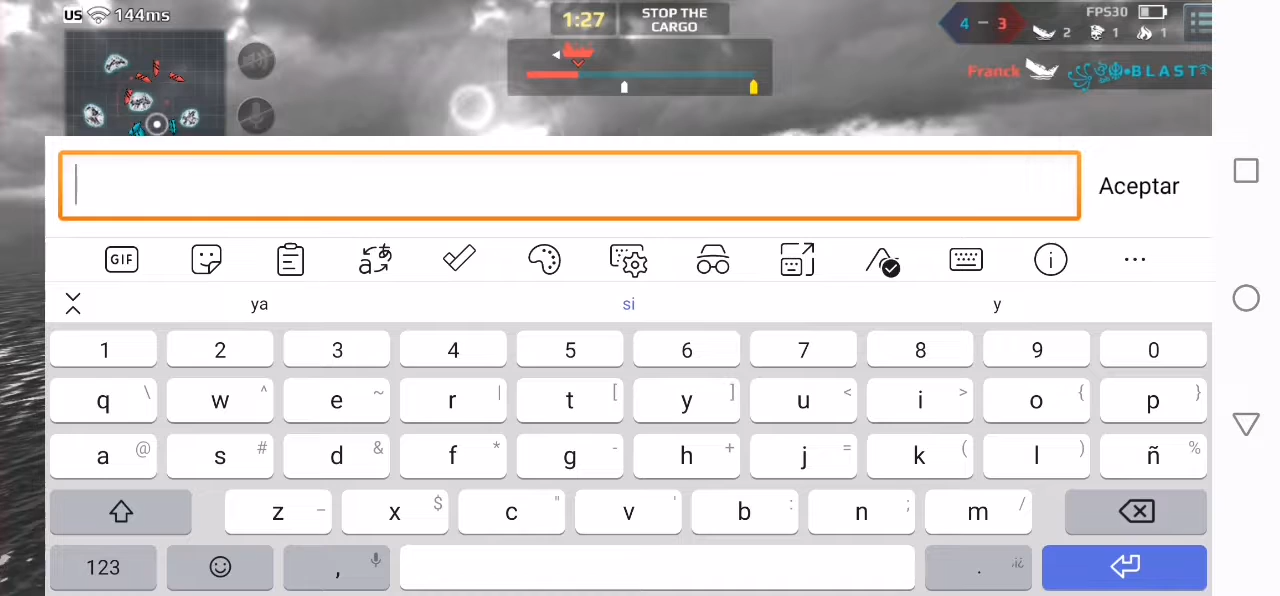 US 144ms
1:27
STOP THE
CARGO
4 - 3
FPS30
2 1 1
Franck •BLAST
Aceptar
GIF
ya si y
1 2 3 4 5 6 7 8 9 0
q \ w ^ e ~ r | t [ y ] u < i > o { p }
a @ s # d & f * g - h + j = k ( l ) ñ %
z _ x $ c " v ' b : n ; m /
123 , . ,¡¿